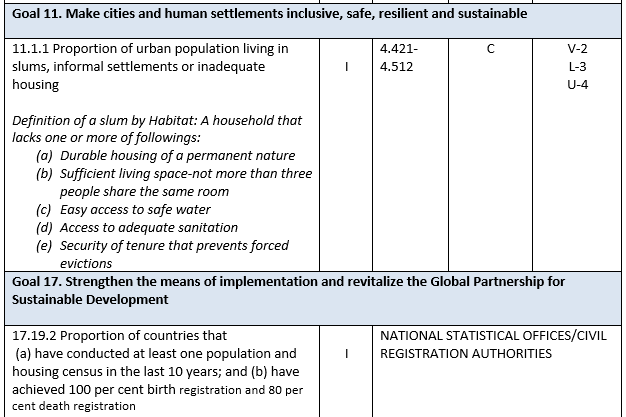 Goal 11. Make cities and human settlements inclusive, safe, resilient and sustainable
11.1.1 Proportion of urban population living in
slums, informal settlements or inadequate
housing
Definition of a slum by Habitat: A household that
lacks one or more of followings:
(a) Durable housing of a permanent nature
(b) Sufficient living space-not more than three
people share the same room
(c) Easy access to safe water
(d) Access to adequate sanitation
(e) Security of tenure that prevents forced
evictions
I
4.421-
4.512
C
V-2
L-3
U-4
Goal 17. Strengthen the means of implementation and revitalize the Global Partnership for
Sustainable Development
17.19.2 Proportion of countries that
(a) have conducted at least one population and
housing census in the last 10 years; and (b) have
achieved 100 per cent birth registration and 80 per
cent death registration
I
NATIONAL STATISTICAL OFFICES/CIVIL
REGISTRATION AUTHORITIES